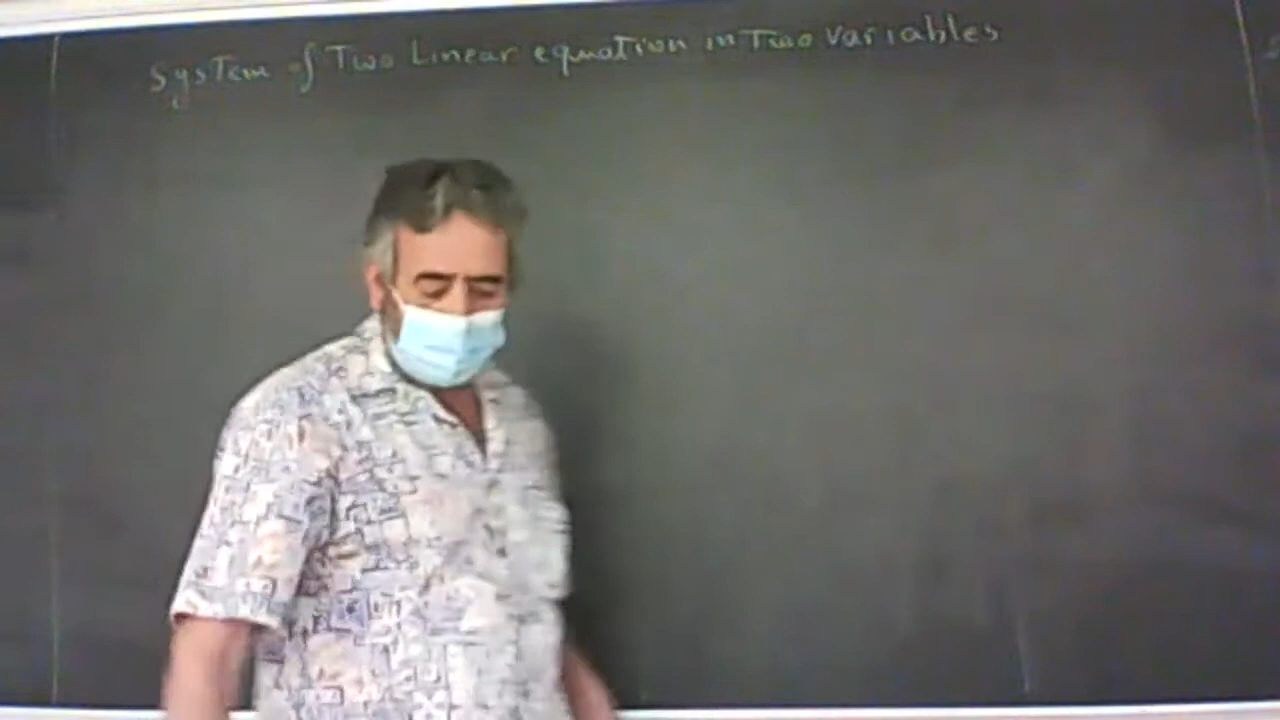 System of Two Linear equation in Two variables